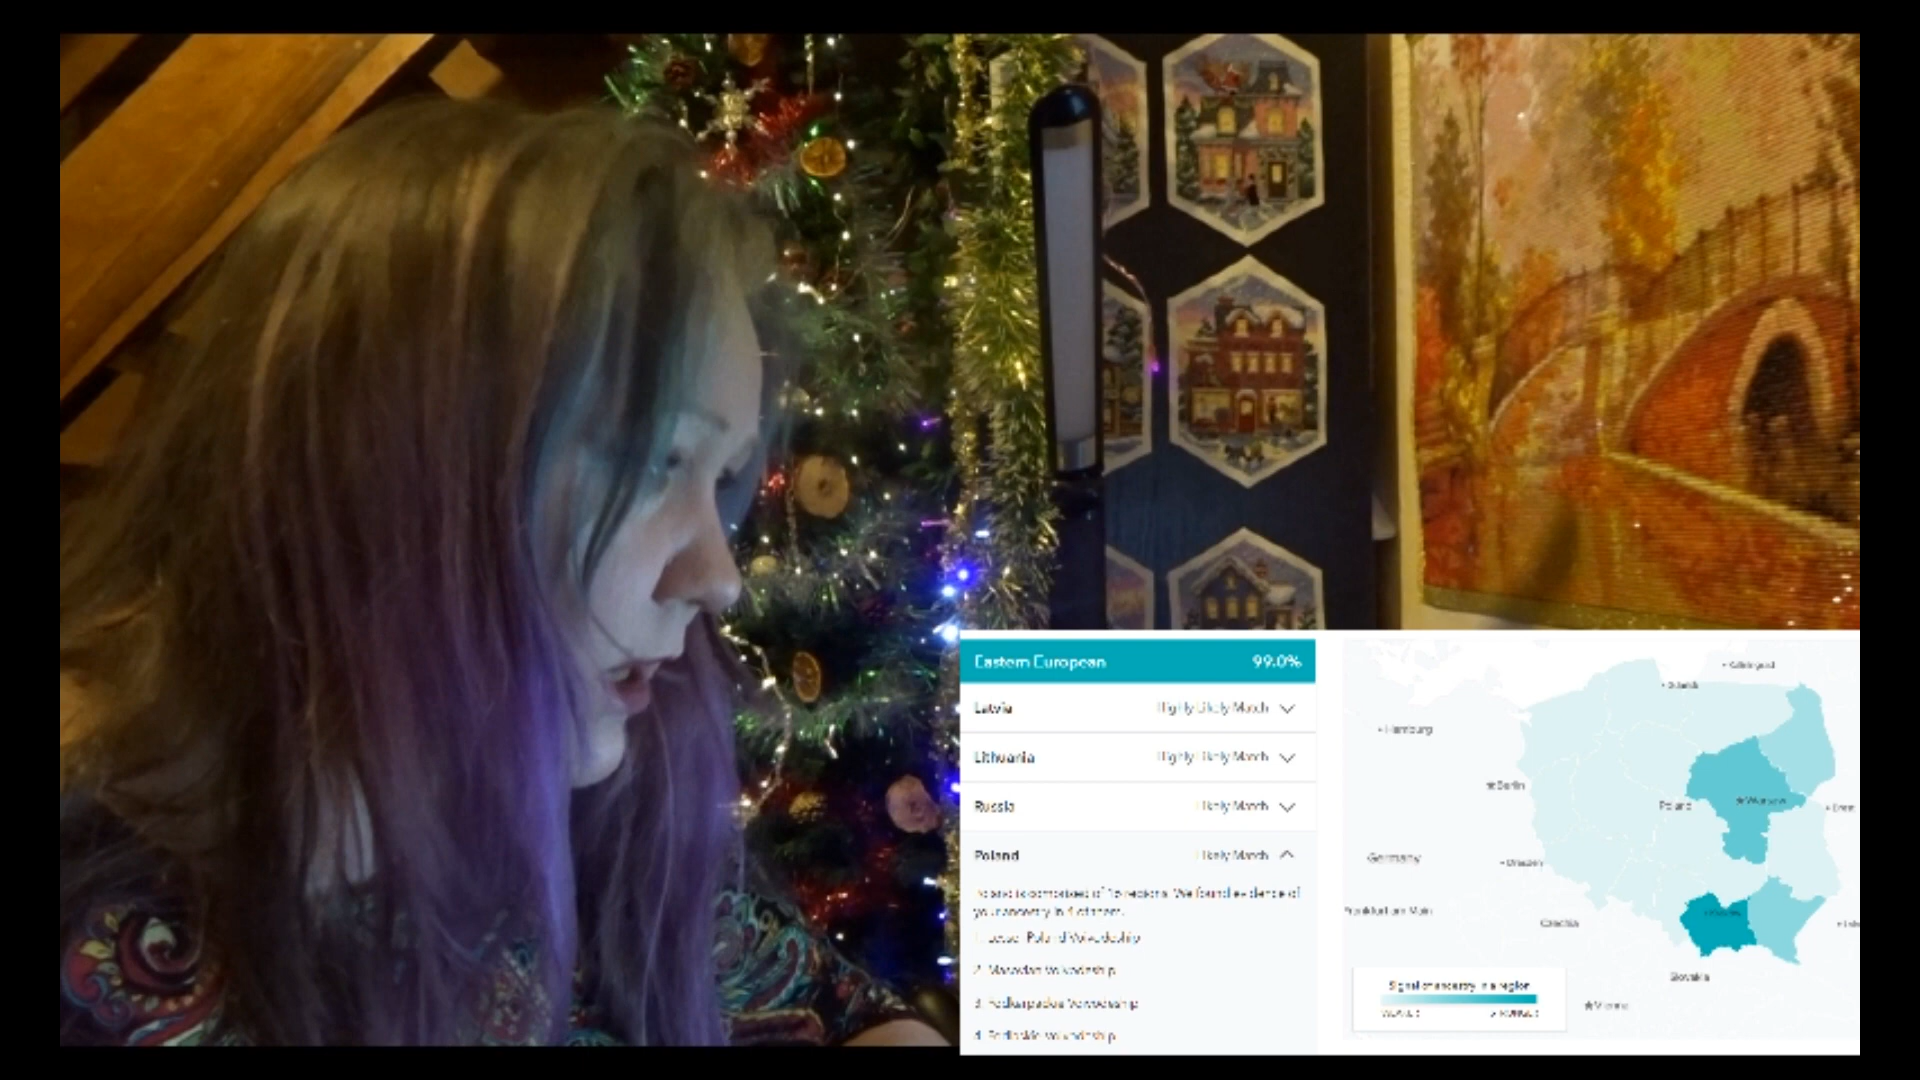 Eastern European 99.0%
Latvia Highly Likely Match
Lithuania Highly Likely Match
Russia Likely Match
Poland Likely Match
Poland is comprised of 16 regions. We found evidence of
your ancestry in 4 of them.
1. Lesser Poland Voivodeship
2. Masovian Voivodeship
3. Podkarpackie Voivodeship
4. Podlaskie Voivodeship
Kaliningrad
Gdańsk
Hamburg
Berlin
Poland
Warsaw
Brest
Germany
Dresden
Frankfurt am Main
Czechia
Slovakia
Signal of ancestry in a region
Vienna